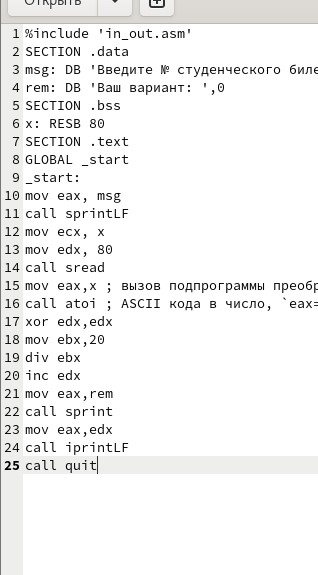 Открыть
1 %include 'in_out.asm'
2 SECTION .data
3 msg: DB 'Введите № студенческого
4 rem: DB 'Ваш вариант: ',0
5 SECTION .bss
6 x: RESB 80
7 SECTION .text
8 GLOBAL _start
9 _start:
10 mov eax, msg
11 call sprintLF
12 mov ecx, x
13 mov edx, 80
14 call sread
15 mov eax,x ; вызов подпрограммы
16 call atoi ; ASCII кода в число, `eax=
17 xor edx,edx
18 mov ebx,20
19 div ebx
20 inc edx
21 mov eax,rem
22 call sprint
23 mov eax,edx
24 call iprintLF
25 call quit